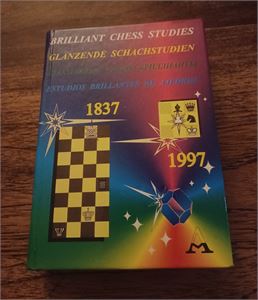 BRILLIANT CHESS STUDIES
GLÄNZENDE SCHACHSTUDIEN
ESTUDIOS BRILLANTES DE AJEDREZ
1837
1997